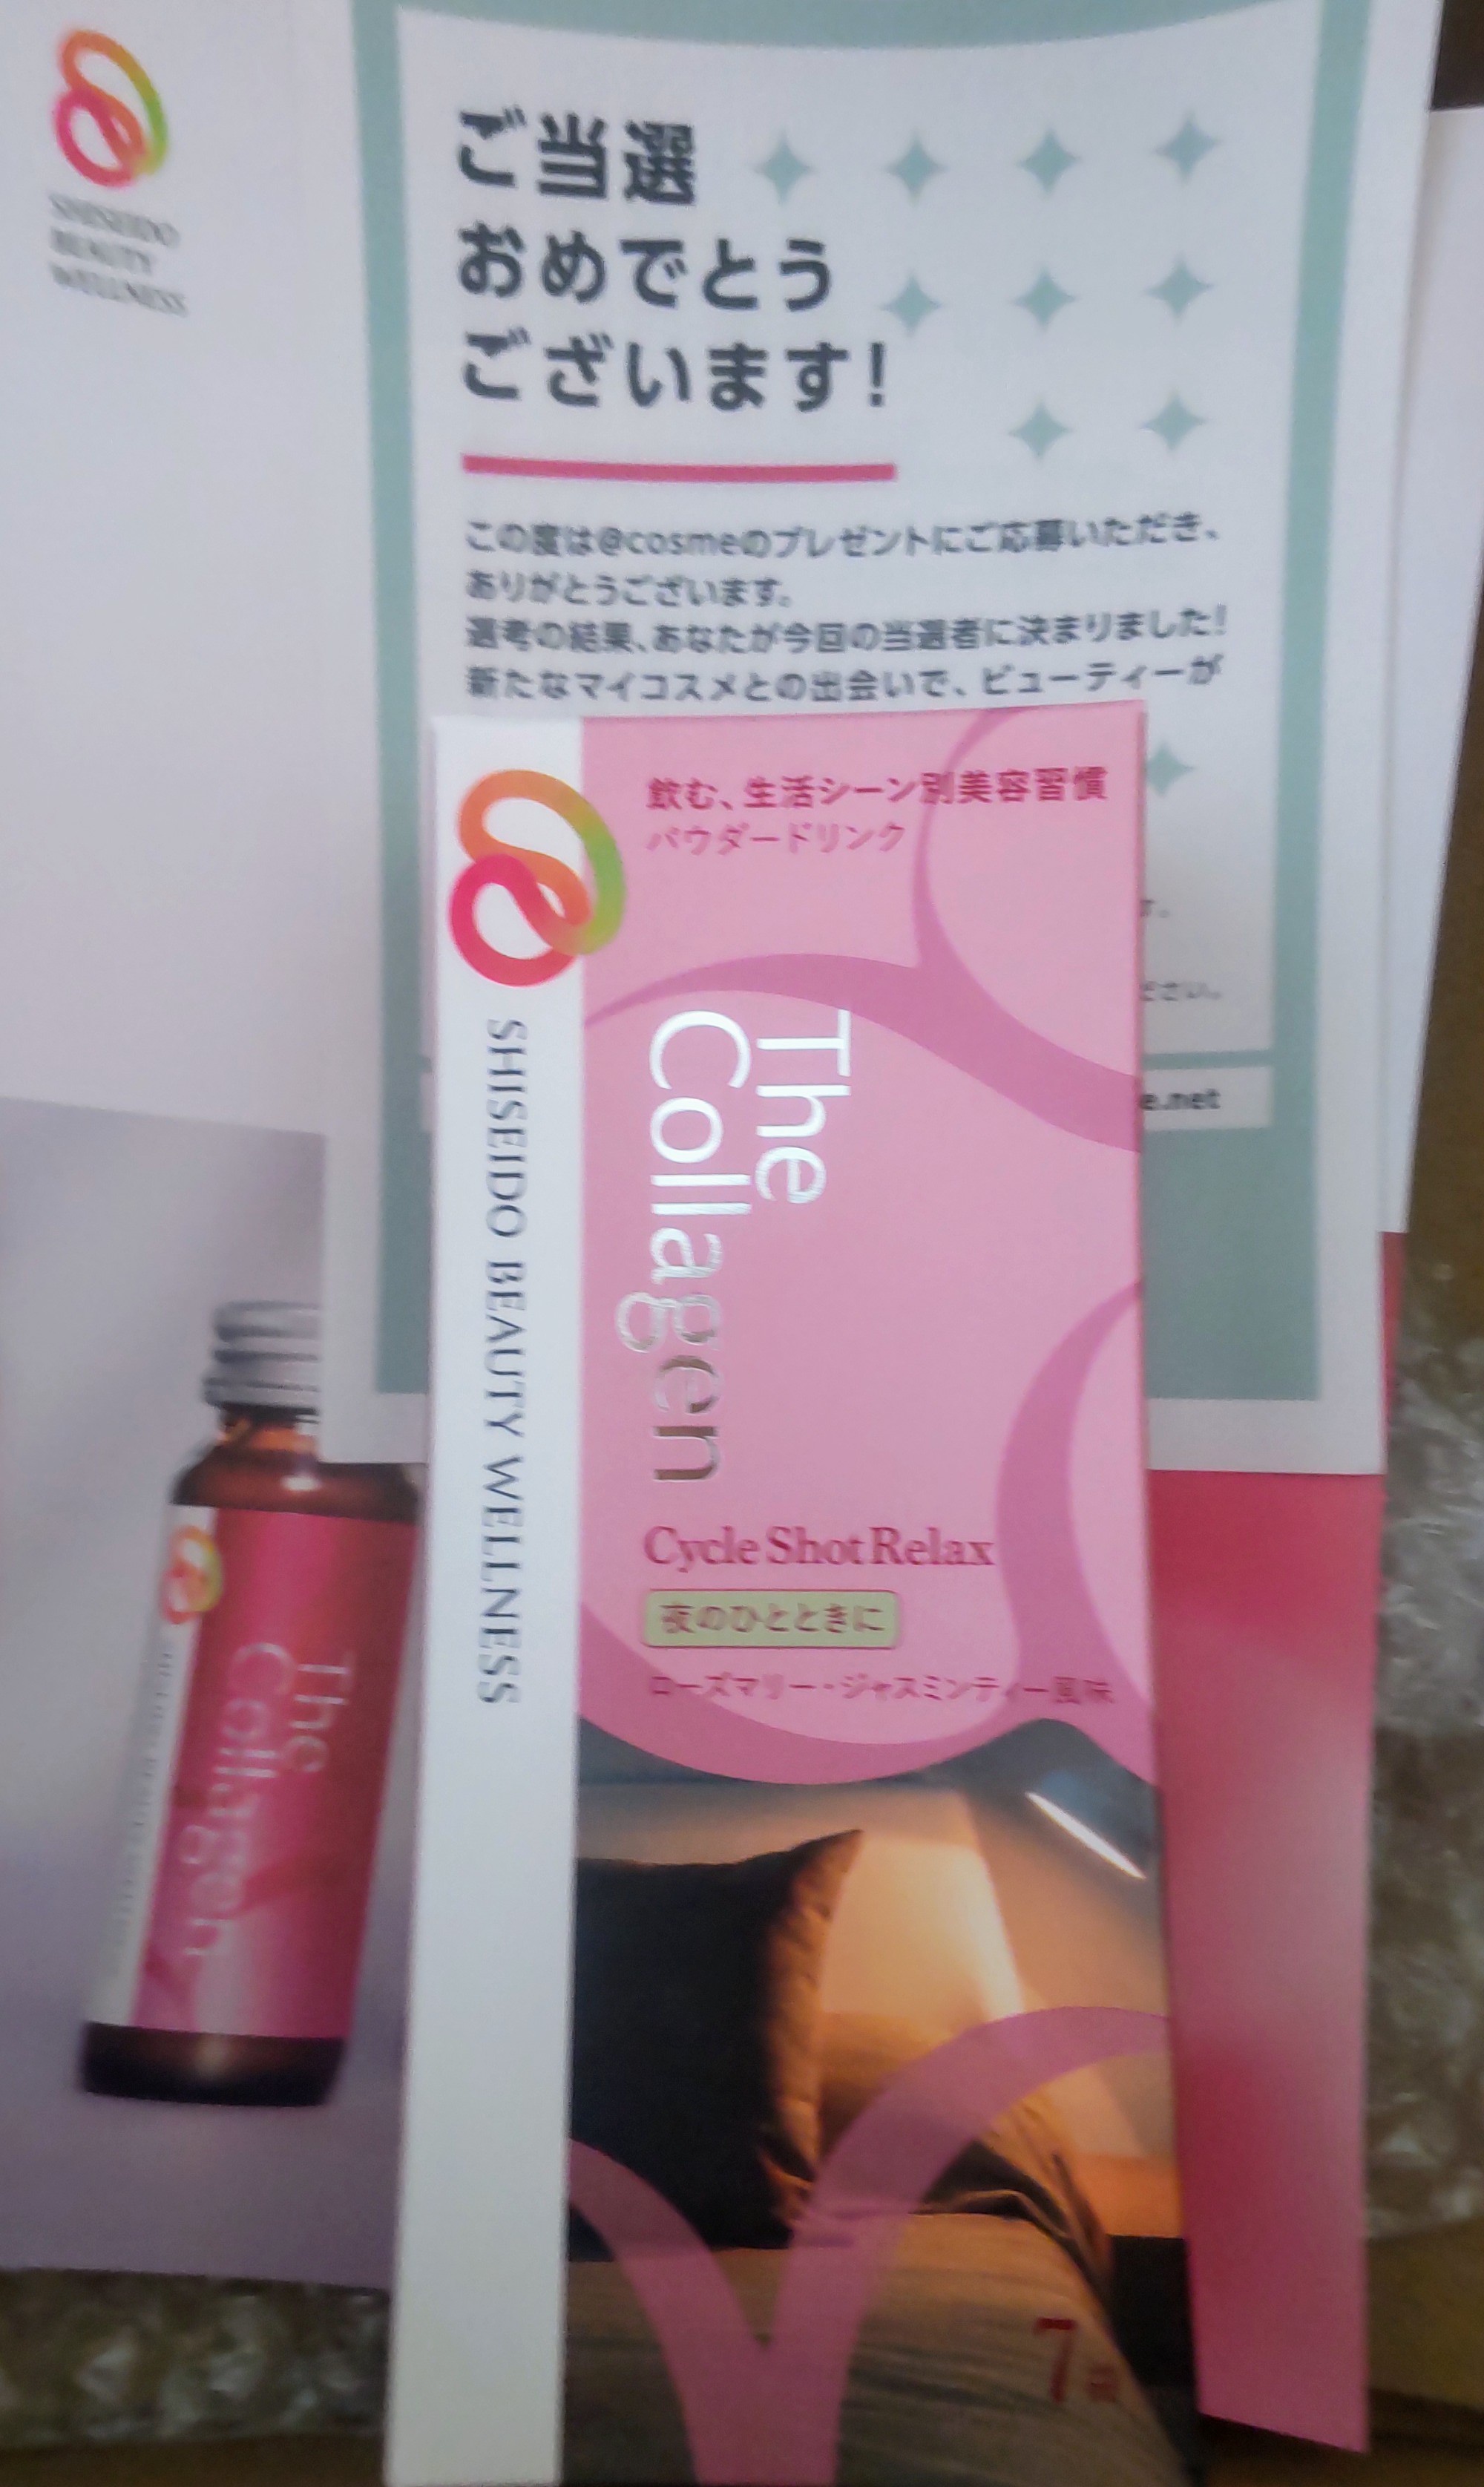 SHISEIDO
BEAUTY
WELLNESS
ご当選
おめでとう
ございます!
この度は@cosmeのプレゼントにご応募いただき、
ありがとうございます。
選考の結果、あなたが今回の当選者に決まりました!
新たなマイコスメとの出会いで、ビューティーが
す。
ださい。
e.net
飲む、生活シーン別美容習慣
パウダードリンク
The
Collagen
SHISEIDO BEAUTY WELLNESS
Cycle Shot Relax
夜のひとときに
ローズマリー・ジャスミンティー風味
7袋
The
Collagen